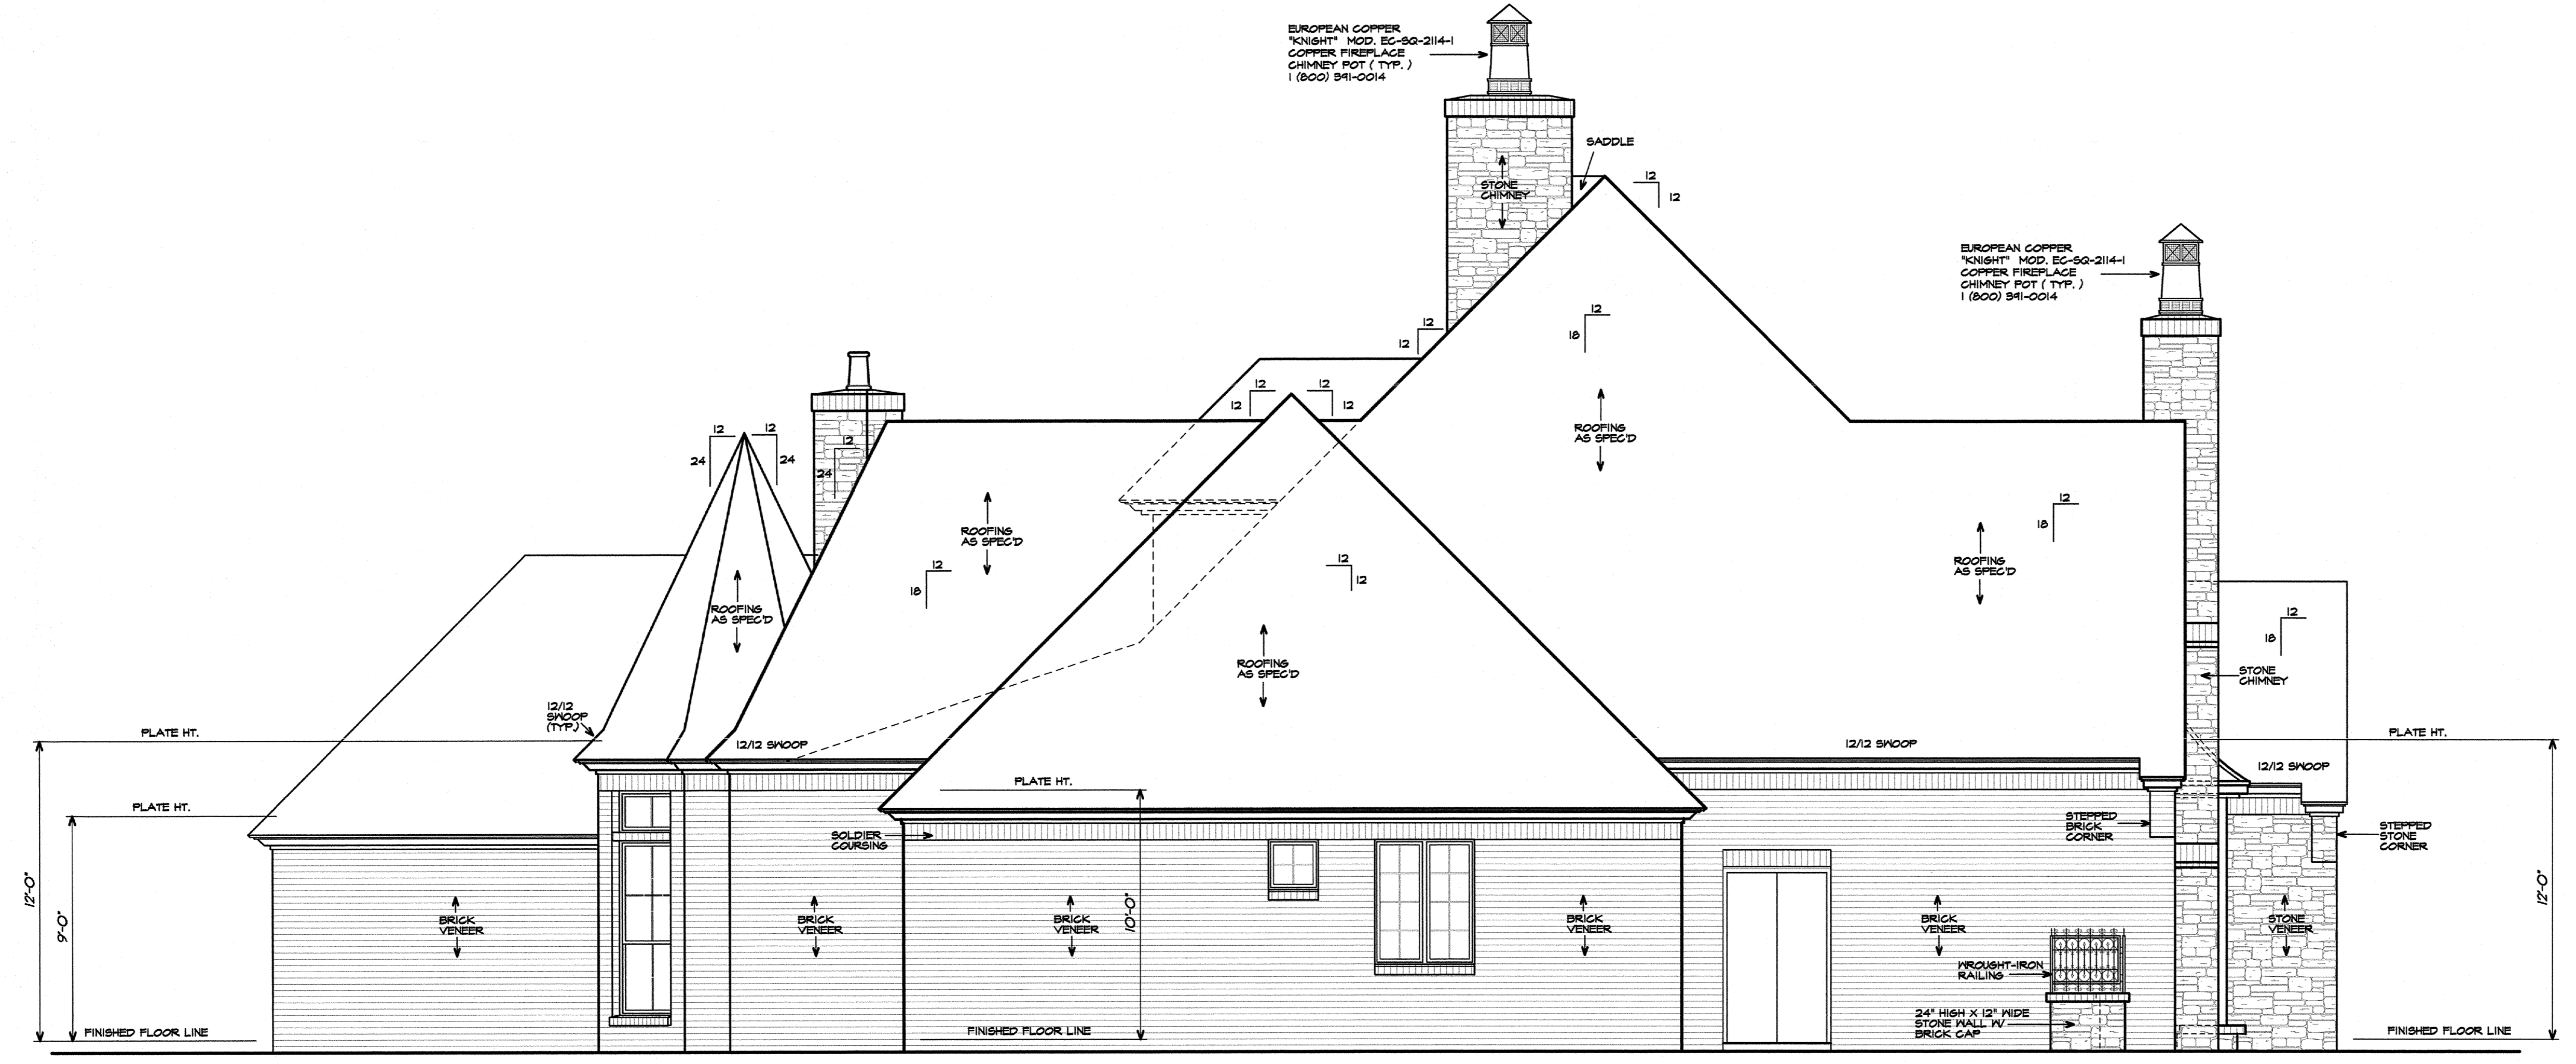 EUROPEAN COPPER
"KNIGHT" MOD. EC-SQ-2114-1
COPPER FIREPLACE
CHIMNEY POT ( TYP. )
1 (800) 391-0014
SADDLE
STONE
CHIMNEY
12
12
EUROPEAN COPPER
"KNIGHT" MOD. EC-SQ-2114-1
COPPER FIREPLACE
CHIMNEY POT ( TYP. )
1 (800) 391-0014
12
18
12
12
12
12
12
12
12
24
12
24
12
24
ROOFING
AS SPEC'D
12
18
ROOFING
AS SPEC'D
12
18
ROOFING
AS SPEC'D
12
12
ROOFING
AS SPEC'D
12
18
ROOFING
AS SPEC'D
STONE
CHIMNEY
12/12
SWOOP
(TYP.)
PLATE HT.
12/12 SWOOP
12/12 SWOOP
PLATE HT.
12/12 SWOOP
PLATE HT.
PLATE HT.
SOLDIER
COURSING
STEPPED
BRICK
CORNER
STEPPED
STONE
CORNER
12'-0"
9'-0"
10'-0"
12'-0"
BRICK
VENEER
BRICK
VENEER
BRICK
VENEER
BRICK
VENEER
BRICK
VENEER
STONE
VENEER
WROUGHT-IRON
RAILING
24" HIGH X 12" WIDE
STONE WALL W/
BRICK CAP
FINISHED FLOOR LINE
FINISHED FLOOR LINE
FINISHED FLOOR LINE